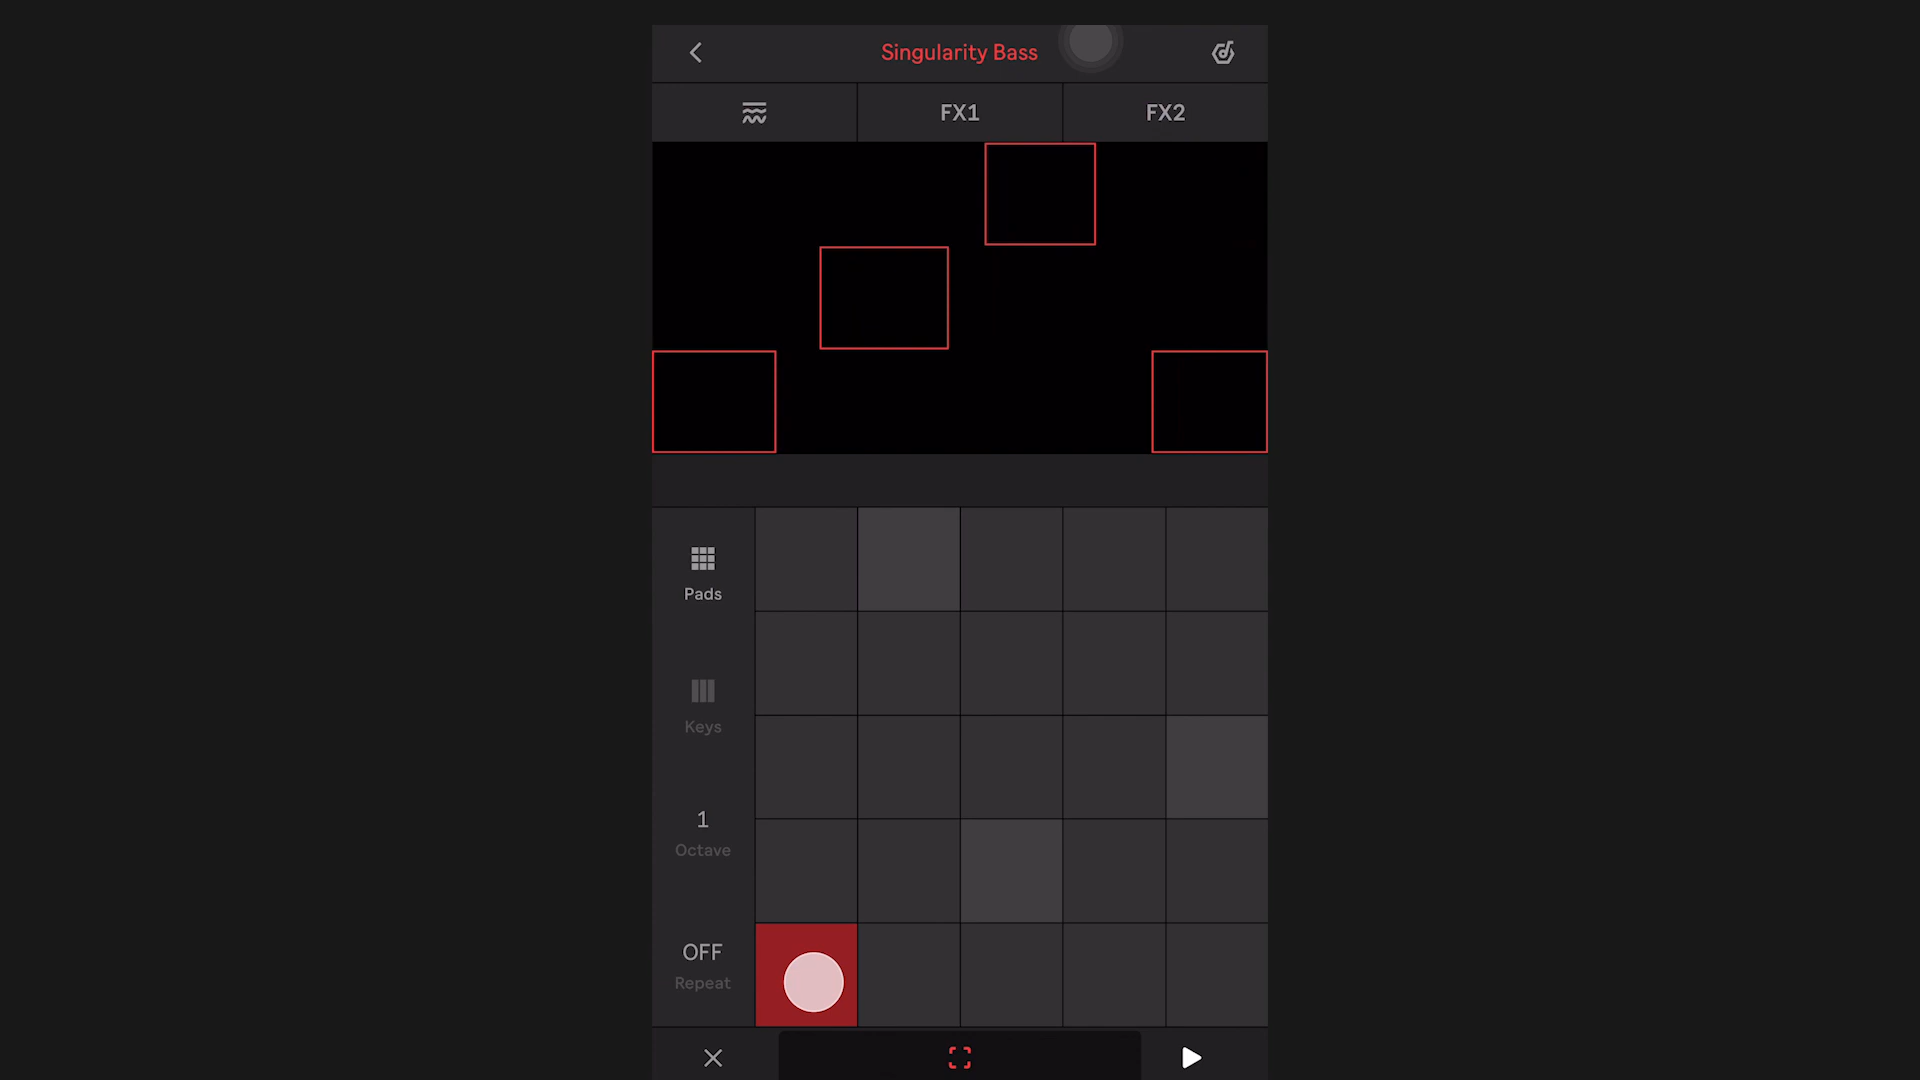 Singularity Bass
FX1
FX2
Pads
Keys
1
Octave
OFF
Repeat